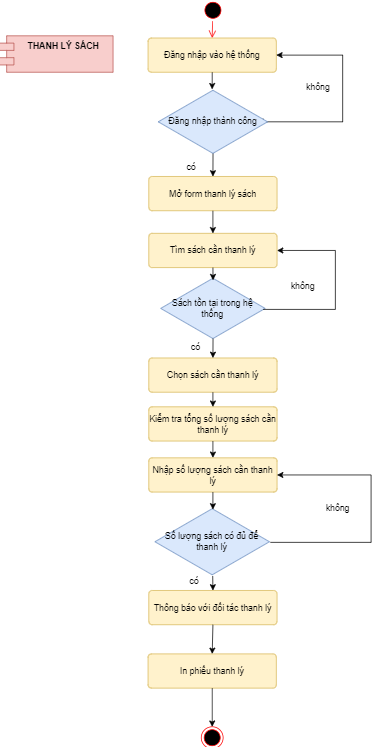 THANH LÝ SÁCH
Đăng nhập vào hệ thống
không
Đăng nhập thành công
có
Mở form thanh lý sách
Tìm sách cần thanh lý
không
Sách tồn tại trong hệ
thống
có
Chọn sách cần thanh lý
Kiểm tra tổng số lượng sách cần
thanh lý
Nhập số lượng sách cần thanh
lý
không
Số lượng sách có đủ để
thanh lý
có
Thông báo với đối tác thanh lý
In phiếu thanh lý